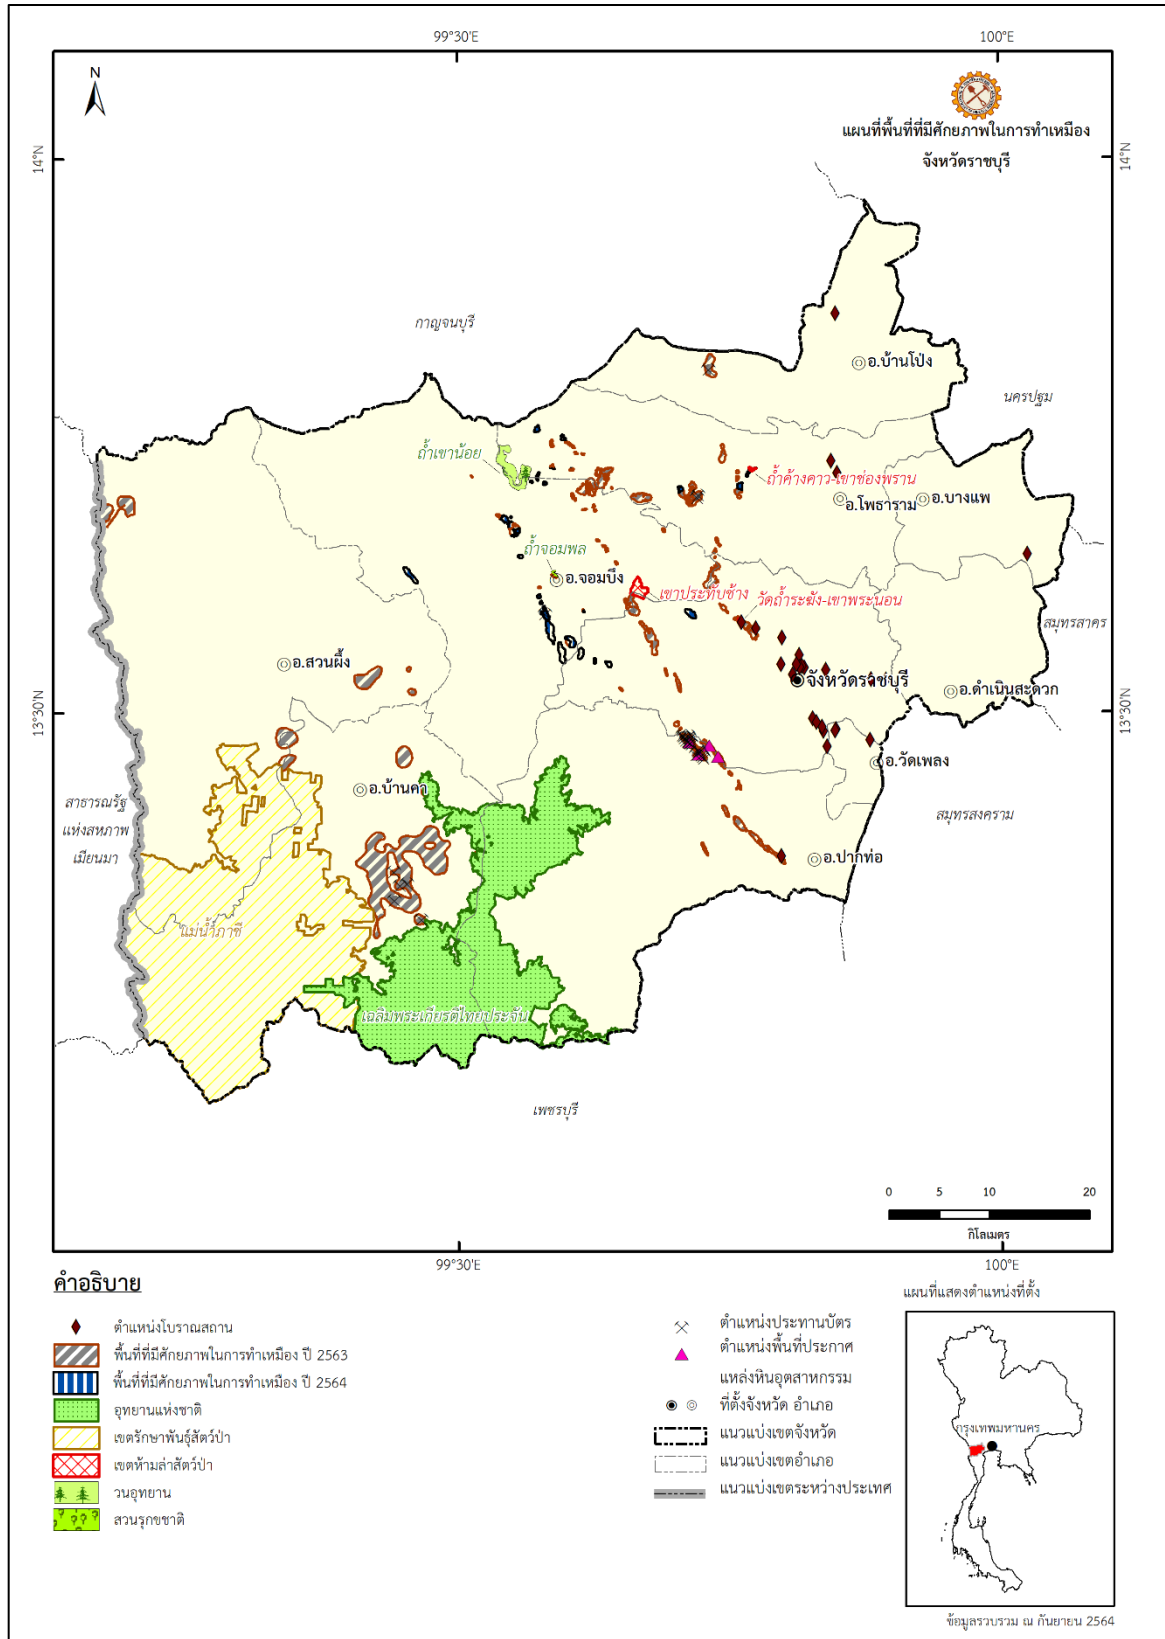 99°30'E
100°E
N
แผนที่พื้นที่ที่มีศักยภาพในการทำเหมือง
จังหวัดราชบุรี
14°N
14°N
กาญจนบุรี
อ.บ้านโป่ง
นครปฐม
ถ้ำเขาน้อย
ถ้ำค้างคาว-เขาช่องพราน
อ.โพธาราม
อ.บางแพ
ถ้ำจอมพล
อ.จอมบึง
เขาประทับช้าง
วัดถ้ำระฆัง-เขาพระนอน
สมุทรสาคร
อ.สวนผึ้ง
จังหวัดราชบุรี
อ.ดำเนินสะดวก
13°30'N
13°30'N
อ.วัดเพลง
สาธารณรัฐ
แห่งสหภาพ
เมียนมา
อ.บ้านคา
สมุทรสงคราม
อ.ปากท่อ
แม่น้ำภาชี
เฉลิมพระเกียรติไทยประจัน
เพชรบุรี
0 5 10 20
กิโลเมตร
99°30'E
100°E
คำอธิบาย
ตำแหน่งโบราณสถาน
พื้นที่ที่มีศักยภาพในการทำเหมือง ปี 2563
พื้นที่ที่มีศักยภาพในการทำเหมือง ปี 2564
อุทยานแห่งชาติ
เขตรักษาพันธุ์สัตว์ป่า
เขตห้ามล่าสัตว์ป่า
วนอุทยาน
สวนรุกขชาติ
ตำแหน่งประทานบัตร
ตำแหน่งพื้นที่ประกาศ
แหล่งหินอุตสาหกรรม
ที่ตั้งจังหวัด อำเภอ
แนวแบ่งเขตจังหวัด
แนวแบ่งเขตอำเภอ
แนวแบ่งเขตระหว่างประเทศ
แผนที่แสดงตำแหน่งที่ตั้ง
กรุงเทพมหานคร
ข้อมูลรวบรวม ณ กันยายน 2564